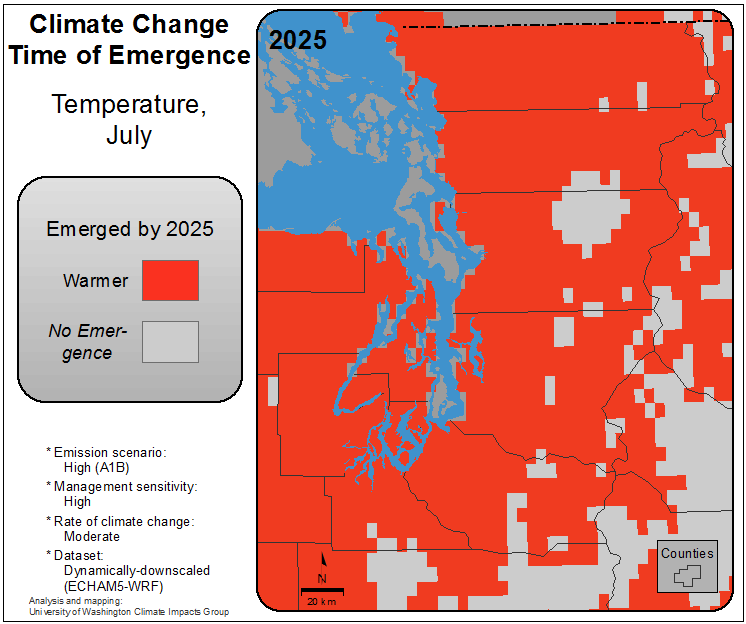 Climate Change
Time of Emergence
Temperature,
July
Emerged by 2025
Warmer
No Emer-
gence
* Emission scenario:
High (A1B)
* Management sensitivity:
High
* Rate of climate change:
Moderate
* Dataset:
Dynamically-downscaled
(ECHAM5-WRF)
Analysis and mapping:
University of Washington Climate Impacts Group
2025
N
20 km
Counties